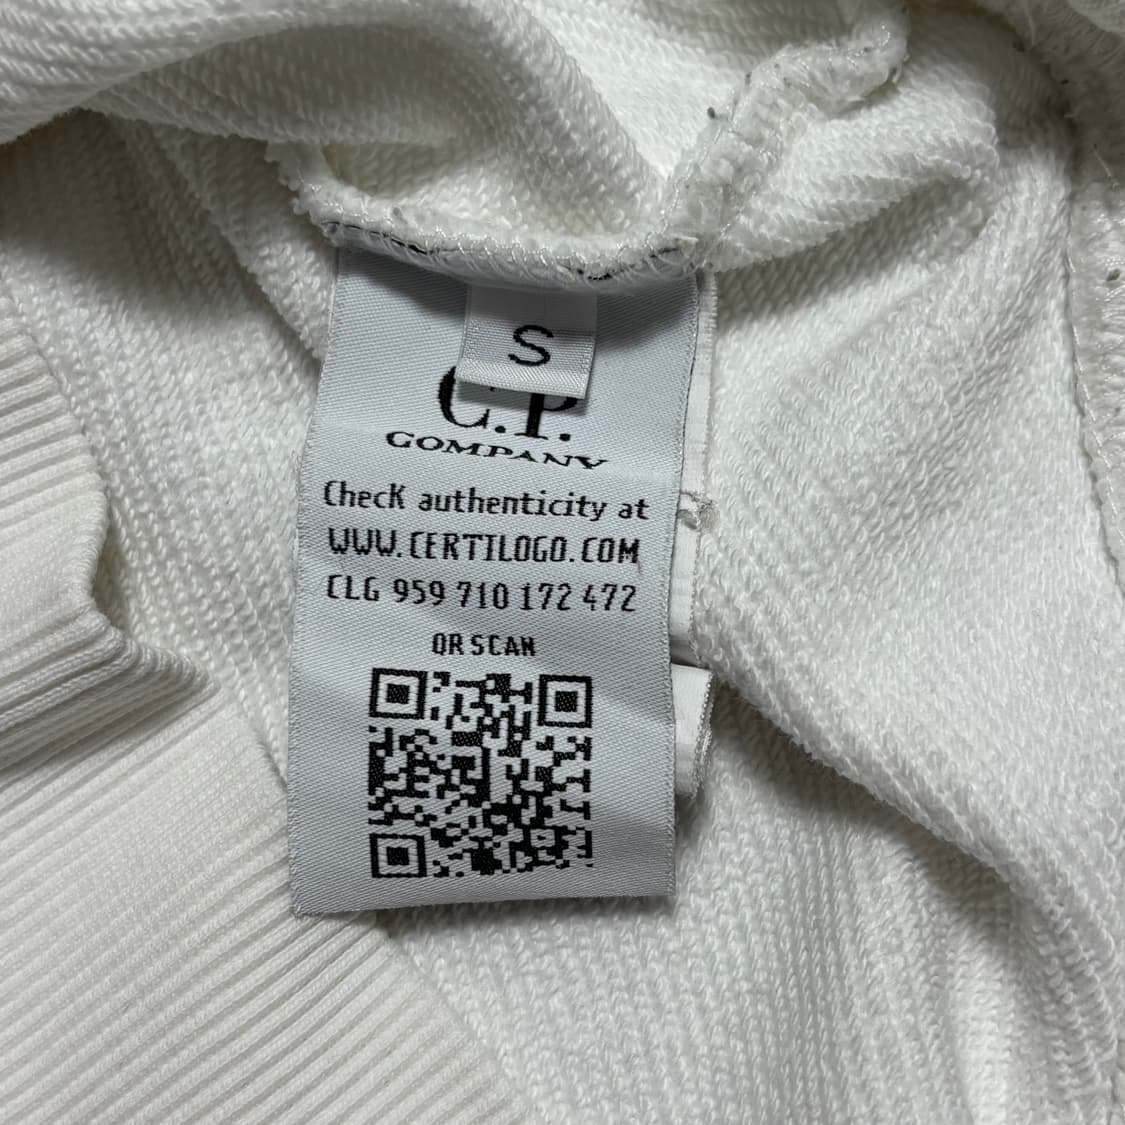 S
C.P.
COMPANY
Check authenticity at
WWW.CERTILOGO.COM
CLG 959 710 172 472
OR SCAN